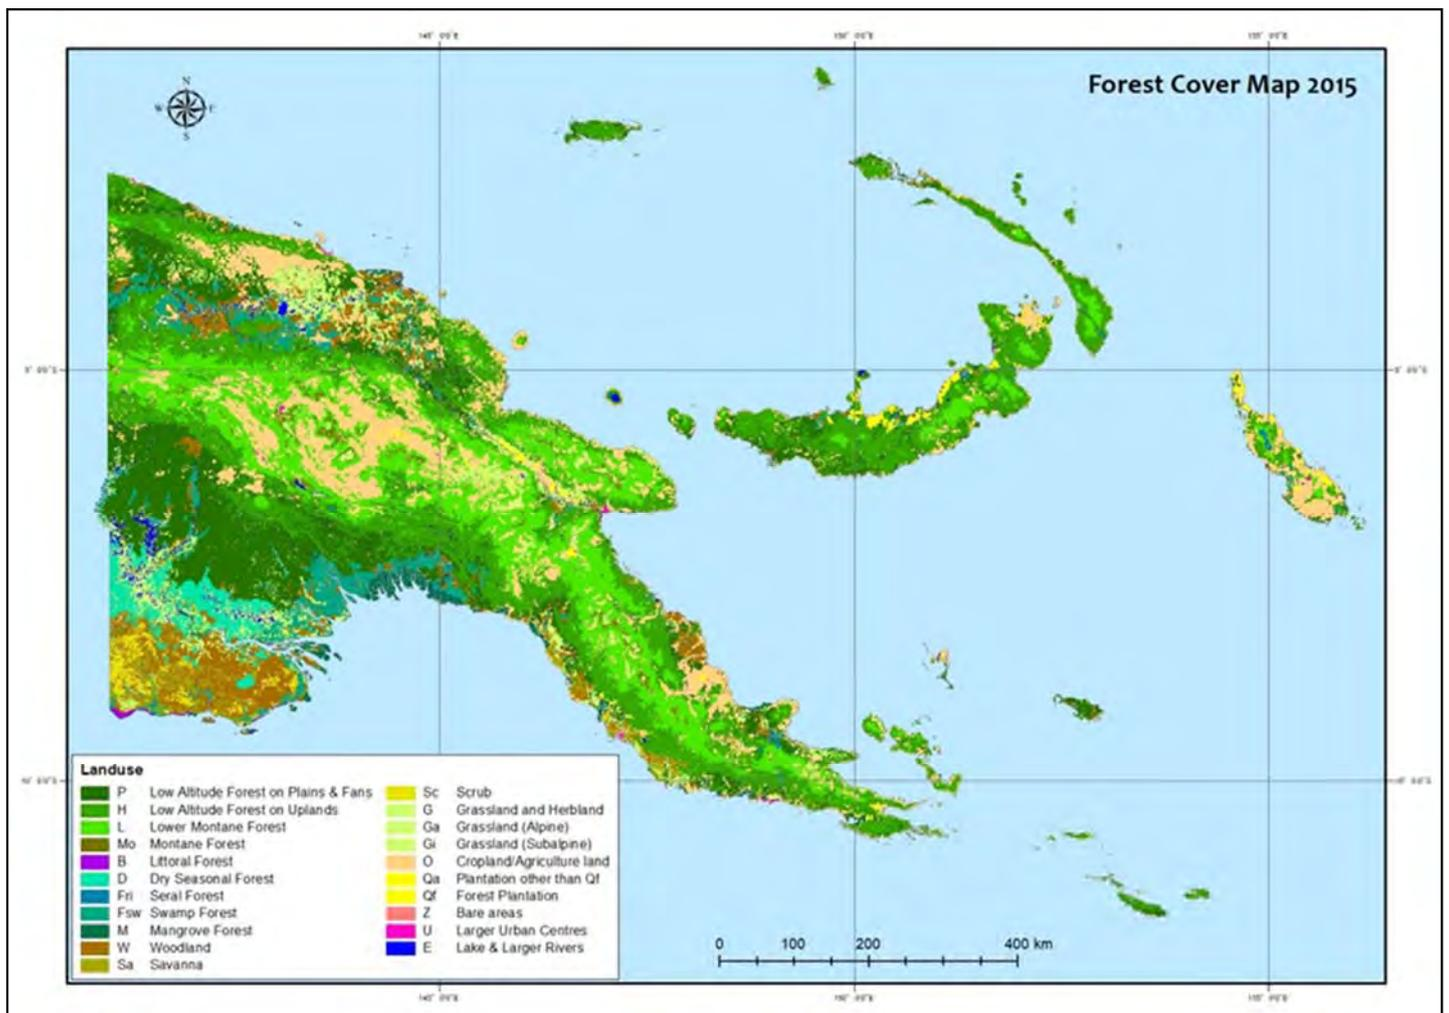 Forest Cover Map 2015
N
W E
S
Landuse
P Low Altitude Forest on Plains & Fans
H Low Altitude Forest on Uplands
L Lower Montane Forest
Mo Montane Forest
B Littoral Forest
D Dry Seasonal Forest
Fri Seral Forest
Fsw Swamp Forest
M Mangrove Forest
W Woodland
Sa Savanna
Sc Scrub
G Grassland and Herbland
Ga Grassland (Alpine)
Gi Grassland (Subalpine)
O Cropland/Agriculture land
Qa Plantation other than Qf
Qf Forest Plantation
Z Bare areas
U Larger Urban Centres
E Lake & Larger Rivers
0 100 200 400 km